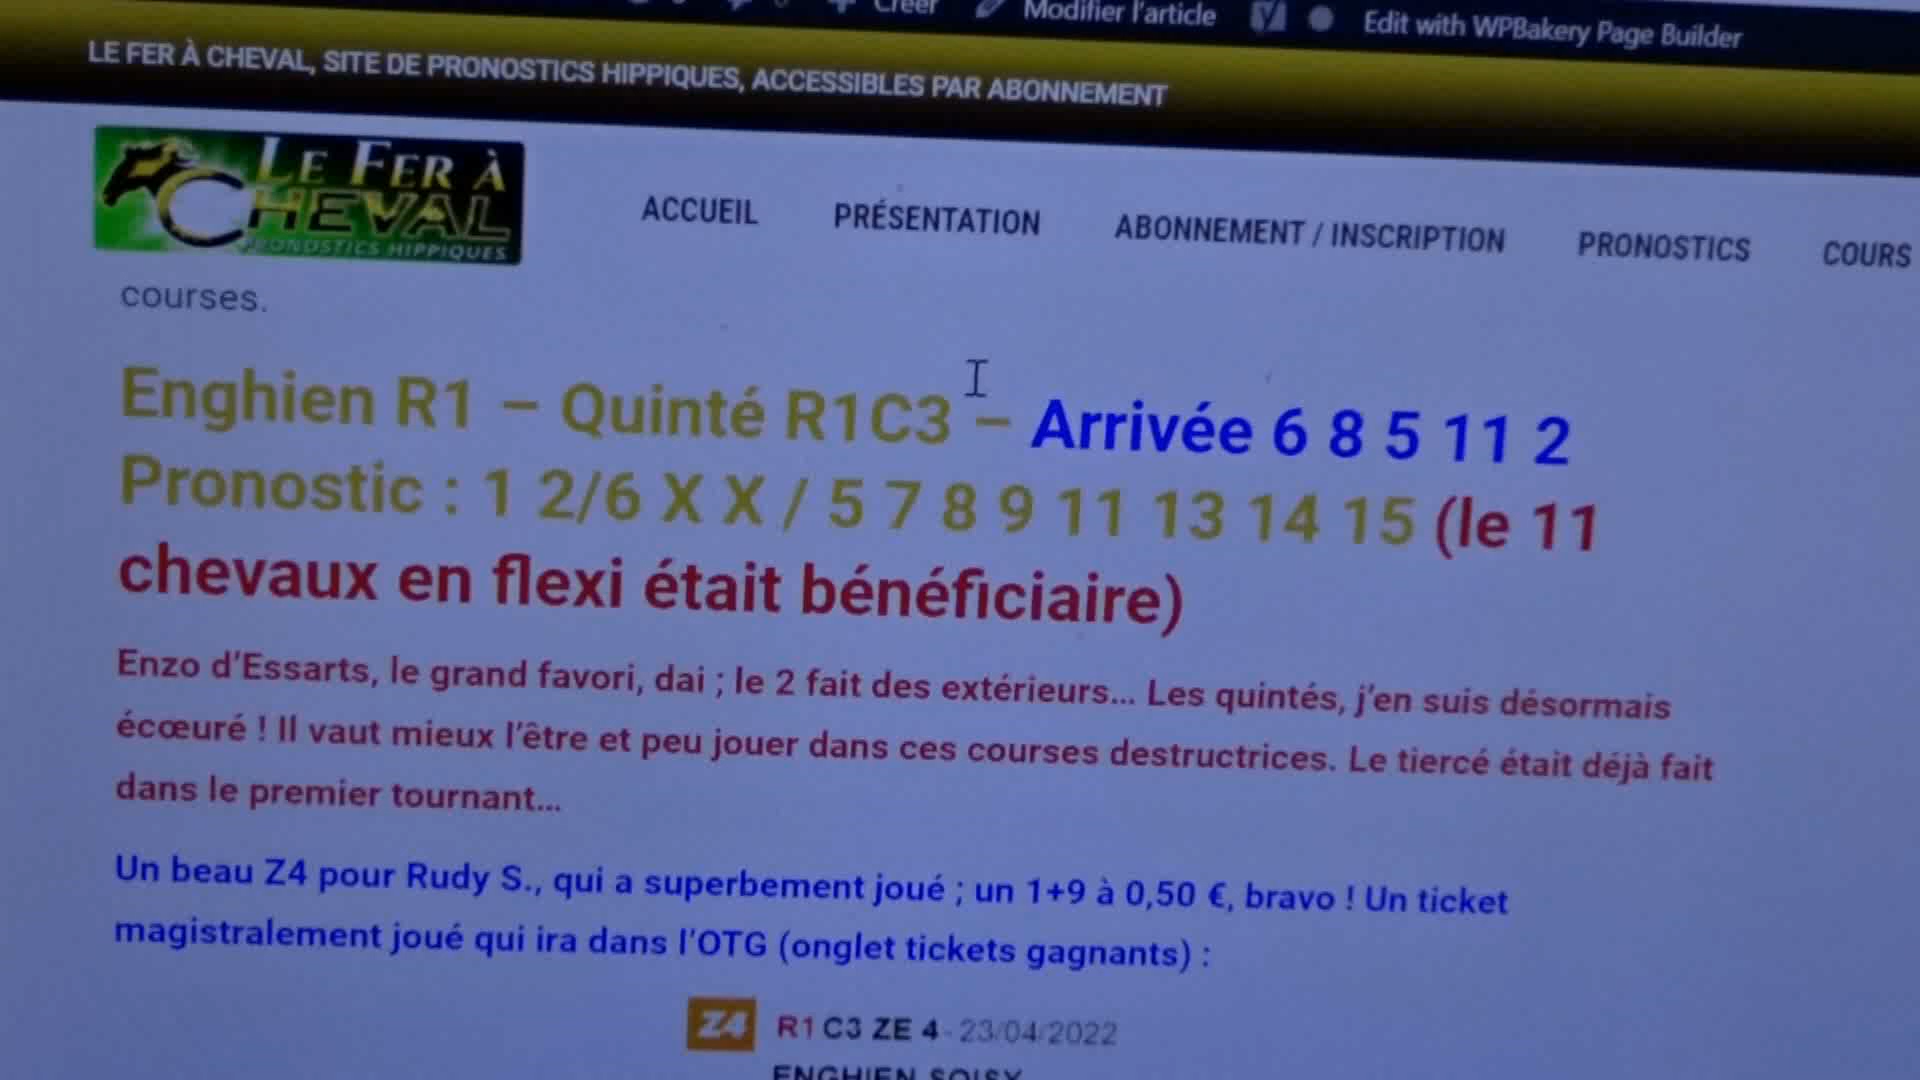 Créer Modifier l'article Edit with WPBakery Page Builder
LE FER À CHEVAL, SITE DE PRONOSTICS HIPPIQUES, ACCESSIBLES PAR ABONNEMENT
LE FER À
CHEVAL
PRONOSTICS HIPPIQUES
ACCUEIL PRÉSENTATION ABONNEMENT / INSCRIPTION PRONOSTICS COURS
courses.
Enghien R1 – Quinté R1C3 – Arrivée 6 8 5 11 2
Pronostic : 1 2/6 X X / 5 7 8 9 11 13 14 15 (le 11
chevaux en flexi était bénéficiaire)
Enzo d'Essarts, le grand favori, dai ; le 2 fait des extérieurs... Les quintés, j'en suis désormais
écœuré ! Il vaut mieux l'être et peu jouer dans ces courses destructrices. Le tiercé était déjà fait
dans le premier tournant...
Un beau Z4 pour Rudy S., qui a superbement joué ; un 1+9 à 0,50 €, bravo ! Un ticket
magistralement joué qui ira dans l'OTG (onglet tickets gagnants) :
Z4 R1 C3 ZE 4 - 23/04/2022
ENGHIEN SOISY